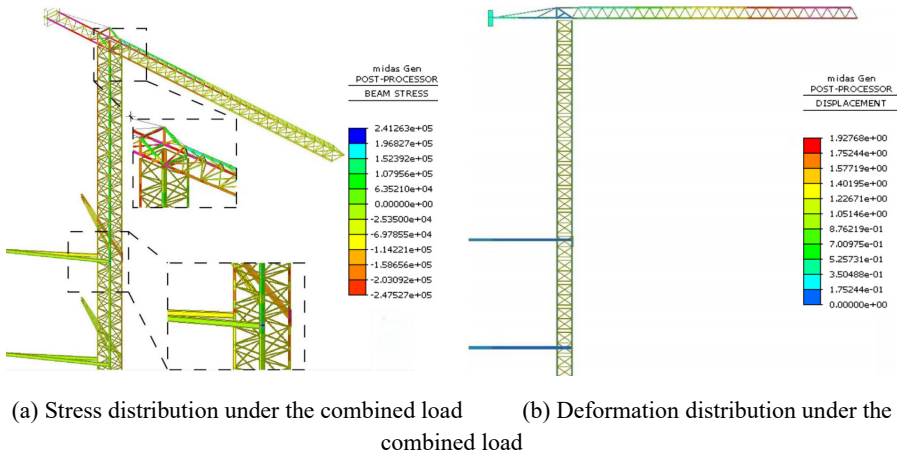 midas Gen
POST-PROCESSOR
BEAM STRESS
2.41263e+05
1.96827e+05
1.52392e+05
1.07956e+05
6.35210e+04
0.00000e+00
-2.53500e+04
-6.97855e+04
-1.14221e+05
-1.58656e+05
-2.03092e+05
-2.47527e+05
midas Gen
POST-PROCESSOR
DISPLACEMENT
1.92768e+00
1.75244e+00
1.57719e+00
1.40195e+00
1.22671e+00
1.05146e+00
8.76219e-01
7.00975e-01
5.25731e-01
3.50488e-01
1.75244e-01
0.00000e+00
(a) Stress distribution under the combined load (b) Deformation distribution under the
combined load